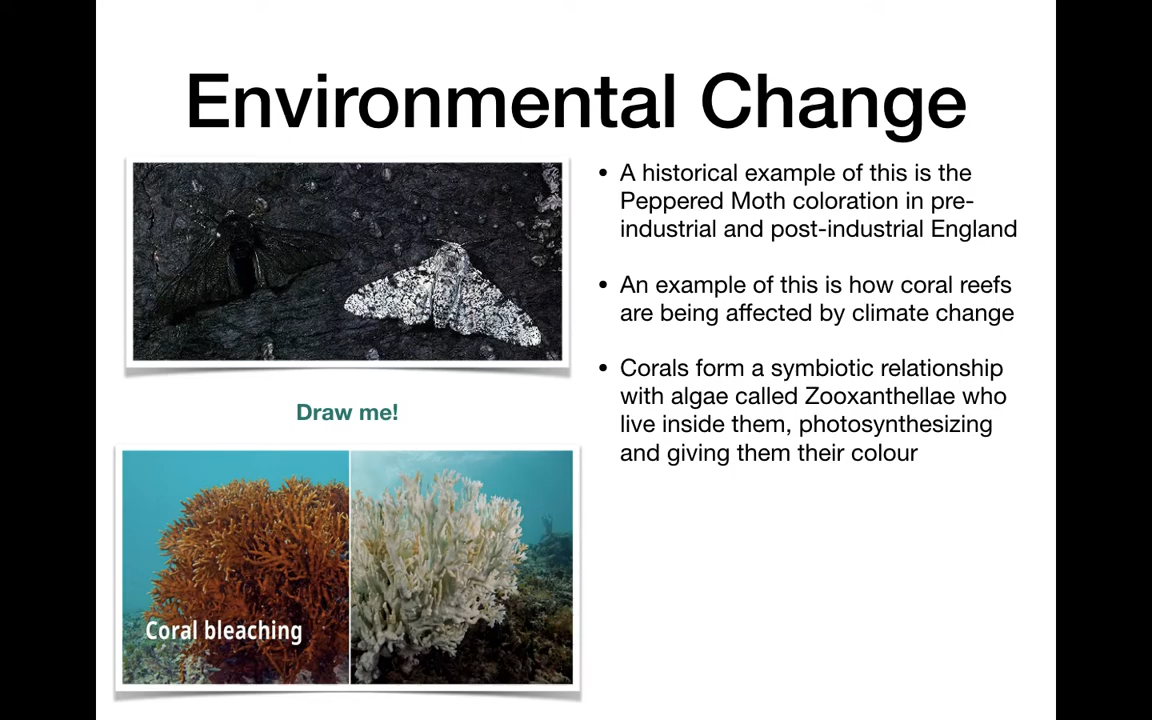 Environmental Change
• A historical example of this is the
Peppered Moth coloration in pre-
industrial and post-industrial England
• An example of this is how coral reefs
are being affected by climate change
• Corals form a symbiotic relationship
with algae called Zooxanthellae who
live inside them, photosynthesizing
and giving them their colour
Draw me!
Coral bleaching